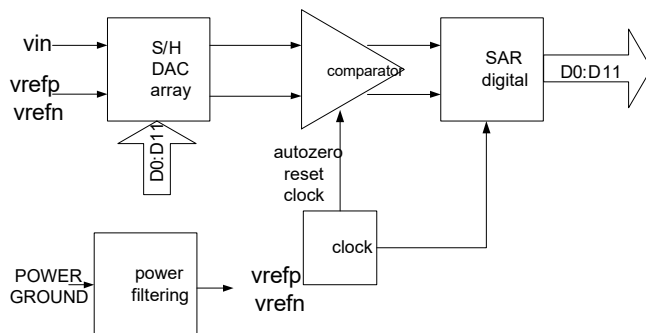 vin
vrefp
vrefn
S/H
DAC
array
D0:D11
comparator
autozero
reset
clock
SAR
digital
D0:D11
clock
POWER
GROUND
power
filtering
vrefp
vrefn